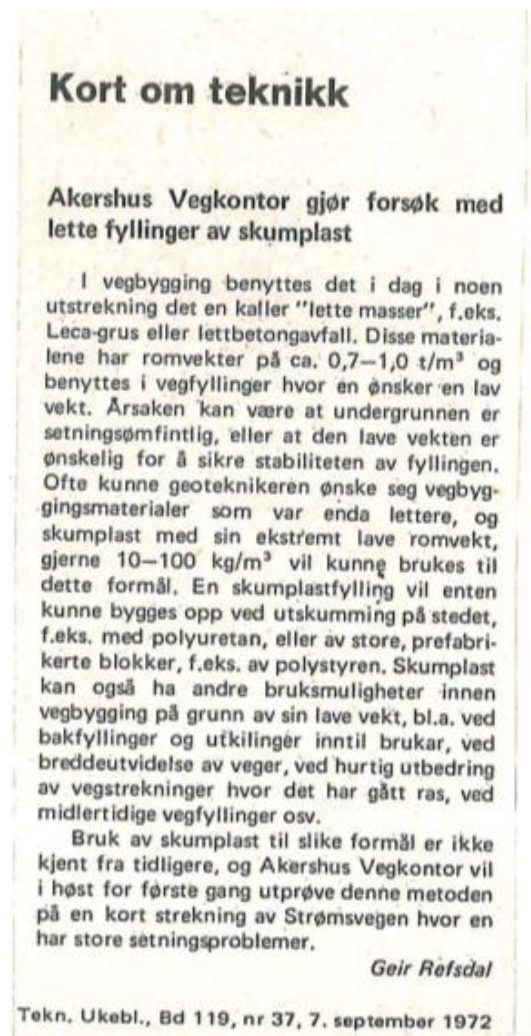 Kort om teknikk
Akershus Vegkontor gjør forsøk med
lette fyllinger av skumplast
I vegbygging benyttes det i dag i noen
utstrekning det en kaller "lette masser", f.eks.
Leca-grus eller lettbetongavfall. Disse materia-
lene har romvekter på ca. 0,7—1,0 t/m³ og
benyttes i vegfyllinger hvor en ønsker en lav
vekt. Årsaken kan være at undergrunnen er
setningsømfintlig, eller at den lave vekten er
ønskelig for å sikre stabiliteten av fyllingen.
Ofte kunne geoteknikeren ønske seg vegbyg-
gingsmaterialer som var enda lettere, og
skumplast med sin ekstremt lave romvekt,
gjerne 10—100 kg/m³ vil kunne brukes til
dette formål. En skumplastfylling vil enten
kunne bygges opp ved utskumming på stedet,
f.eks. med polyuretan, eller av store, prefabri-
kerte blokker, f.eks. av polystyren. Skumplast
kan også ha andre bruksmuligheter innen
vegbygging på grunn av sin lave vekt, bl.a. ved
bakfyllinger og utkilinger inntil brukar, ved
breddeutvidelse av veger, ved hurtig utbedring
av vegstrekninger hvor det har gått ras, ved
midlertidige vegfyllinger osv.
Bruk av skumplast til slike formål er ikke
kjent fra tidligere, og Akershus Vegkontor vil
i høst for første gang utprøve denne metoden
på en kort strekning av Strømsvegen hvor en
har store setningsproblemer.
Geir Refsdal
Tekn. Ukebl., Bd 119, nr 37, 7. september 1972